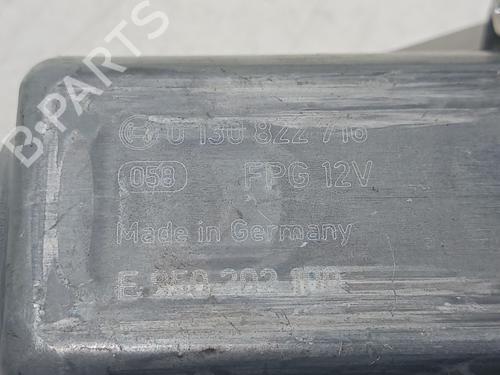 B-PARTS
0 130 822 716
058 FPG 12V
Made in Germany
E